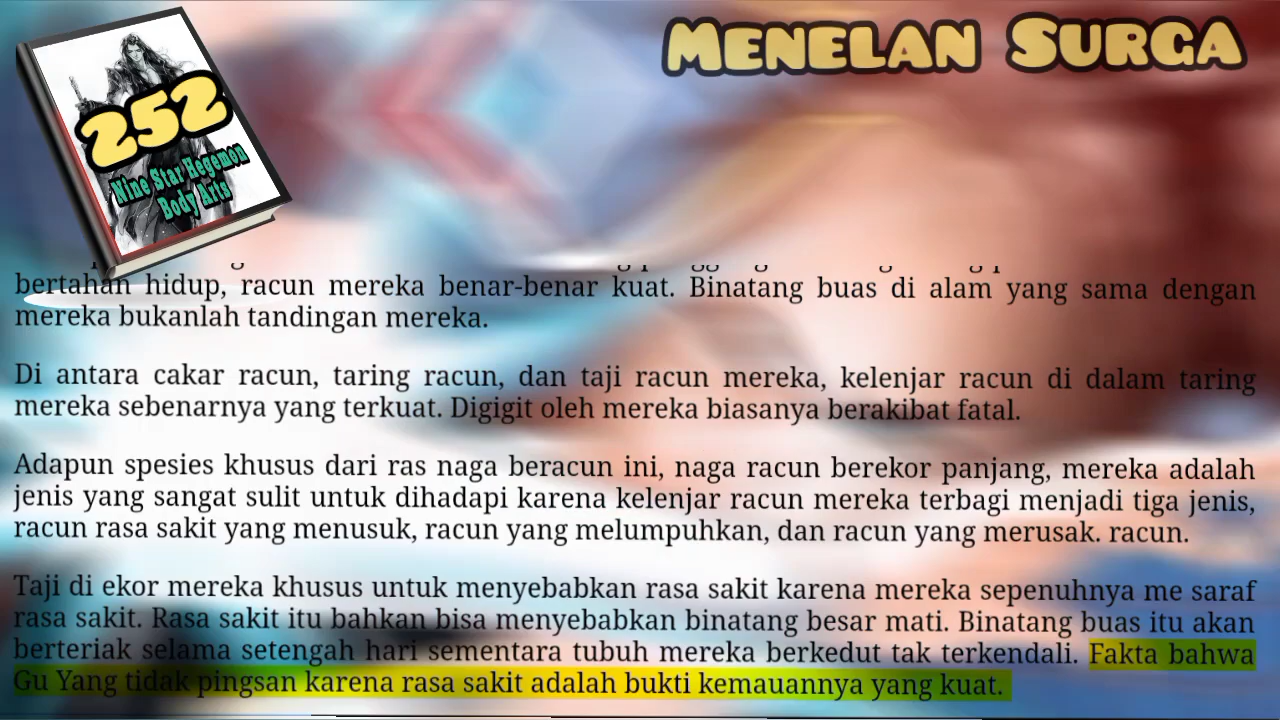 MENELAN SURGA
252
Nine Star Hegemon
Body Arts
bertahan hidup, racun mereka benar-benar kuat. Binatang buas di alam yang sama dengan
mereka bukanlah tandingan mereka.
Di antara cakar racun, taring racun, dan taji racun mereka, kelenjar racun di dalam taring
mereka sebenarnya yang terkuat. Digigit oleh mereka biasanya berakibat fatal.
Adapun spesies khusus dari ras naga beracun ini, naga racun berekor panjang, mereka adalah
jenis yang sangat sulit untuk dihadapi karena kelenjar racun mereka terbagi menjadi tiga jenis,
racun rasa sakit yang menusuk, racun yang melumpuhkan, dan racun yang merusak. racun.
Taji di ekor mereka khusus untuk menyebabkan rasa sakit karena mereka sepenuhnya me saraf
rasa sakit. Rasa sakit itu bahkan bisa menyebabkan binatang besar mati. Binatang buas itu akan
berteriak selama setengah hari sementara tubuh mereka berkedut tak terkendali. Fakta bahwa
Gu Yang tidak pingsan karena rasa sakit adalah bukti kemauannya yang kuat.